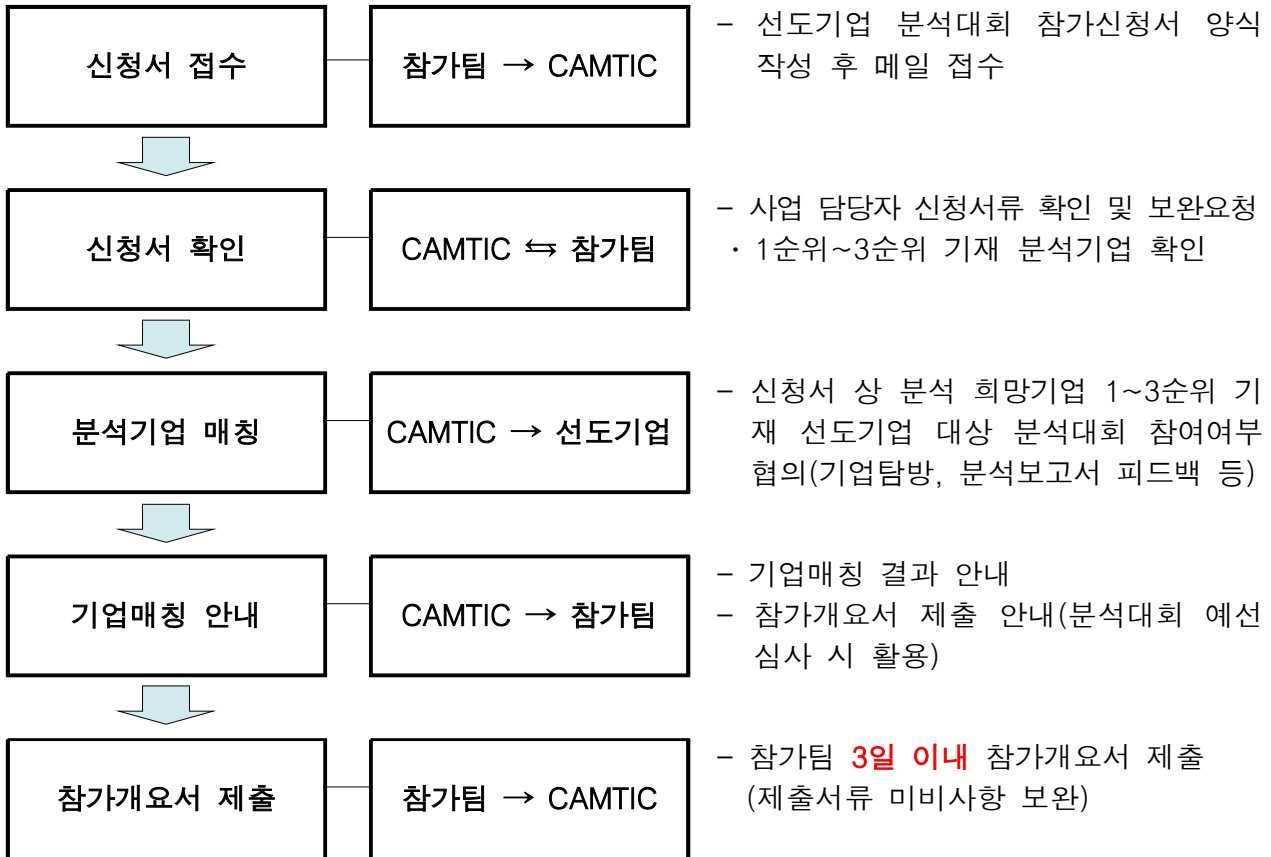 신청서 접수
참가팀 → CAMTIC
- 선도기업 분석대회 참가신청서 양식
작성 후 메일 접수
신청서 확인
CAMTIC ⇆ 참가팀
- 사업 담당자 신청서류 확인 및 보완요청
· 1순위~3순위 기재 분석기업 확인
분석기업 매칭
CAMTIC → 선도기업
- 신청서 상 분석 희망기업 1~3순위 기
재 선도기업 대상 분석대회 참여여부
협의(기업탐방, 분석보고서 피드백 등)
기업매칭 안내
CAMTIC → 참가팀
- 기업매칭 결과 안내
- 참가개요서 제출 안내(분석대회 예선
심사 시 활용)
참가개요서 제출
참가팀 → CAMTIC
- 참가팀 3일 이내 참가개요서 제출
(제출서류 미비사항 보완)